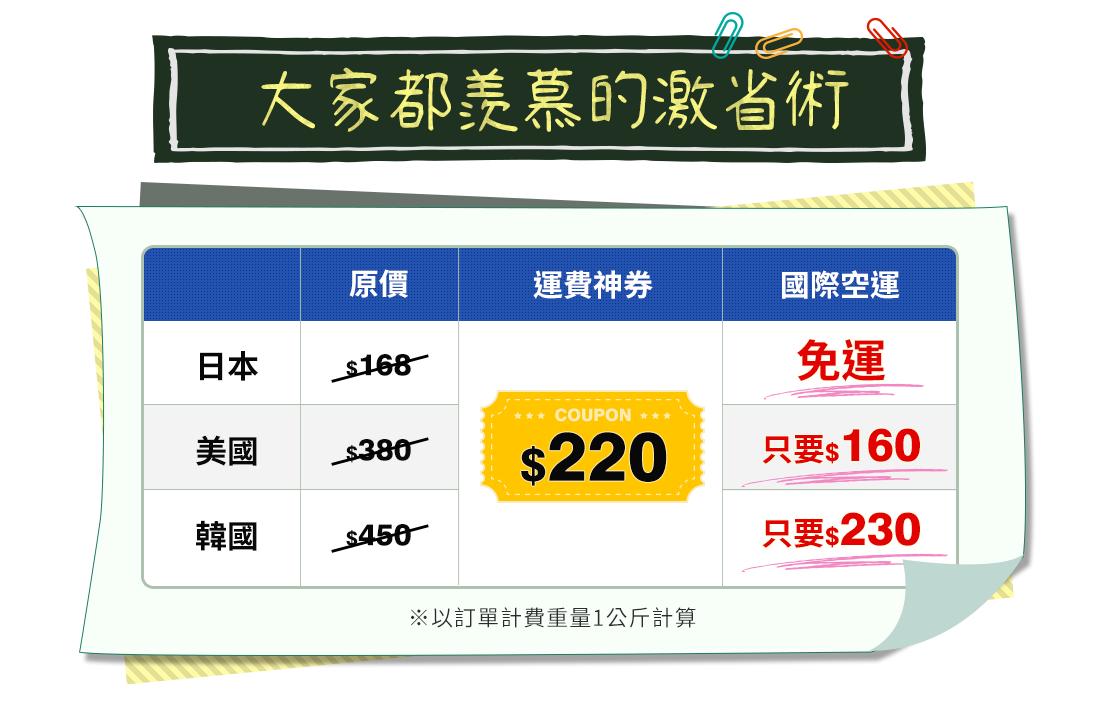 大家都羨慕的激省術
原價 運費神券 國際空運
日本 $168 免運
★★★ COUPON ★★★
$220
美國 $380 只要$160
韓國 $450 只要$230
※以訂單計費重量1公斤計算